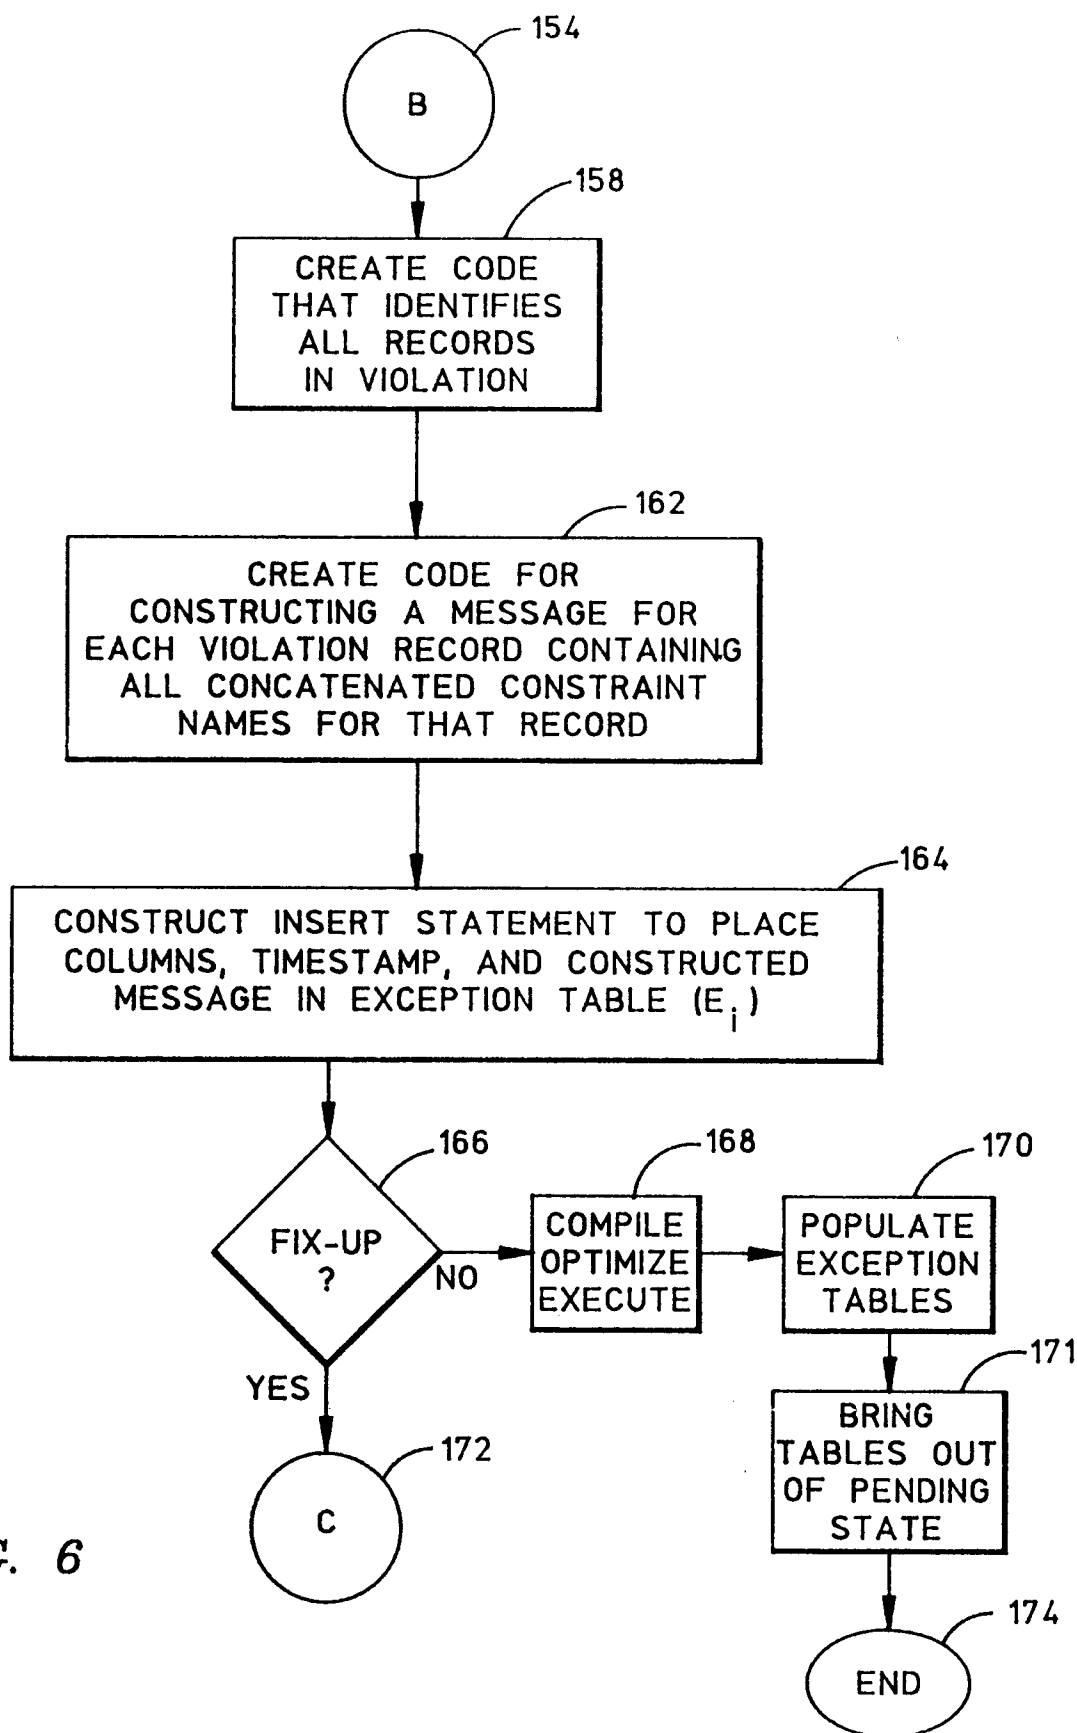 154
B
158
CREATE CODE
THAT IDENTIFIES
ALL RECORDS
IN VIOLATION
162
CREATE CODE FOR
CONSTRUCTING A MESSAGE FOR
EACH VIOLATION RECORD CONTAINING
ALL CONCATENATED CONSTRAINT
NAMES FOR THAT RECORD
164
CONSTRUCT INSERT STATEMENT TO PLACE
COLUMNS, TIMESTAMP, AND CONSTRUCTED
MESSAGE IN EXCEPTION TABLE (Ei)
166
FIX-UP
?
NO
YES
168
COMPILE
OPTIMIZE
EXECUTE
170
POPULATE
EXCEPTION
TABLES
171
BRING
TABLES OUT
OF PENDING
STATE
172
C
174
END
G. 6